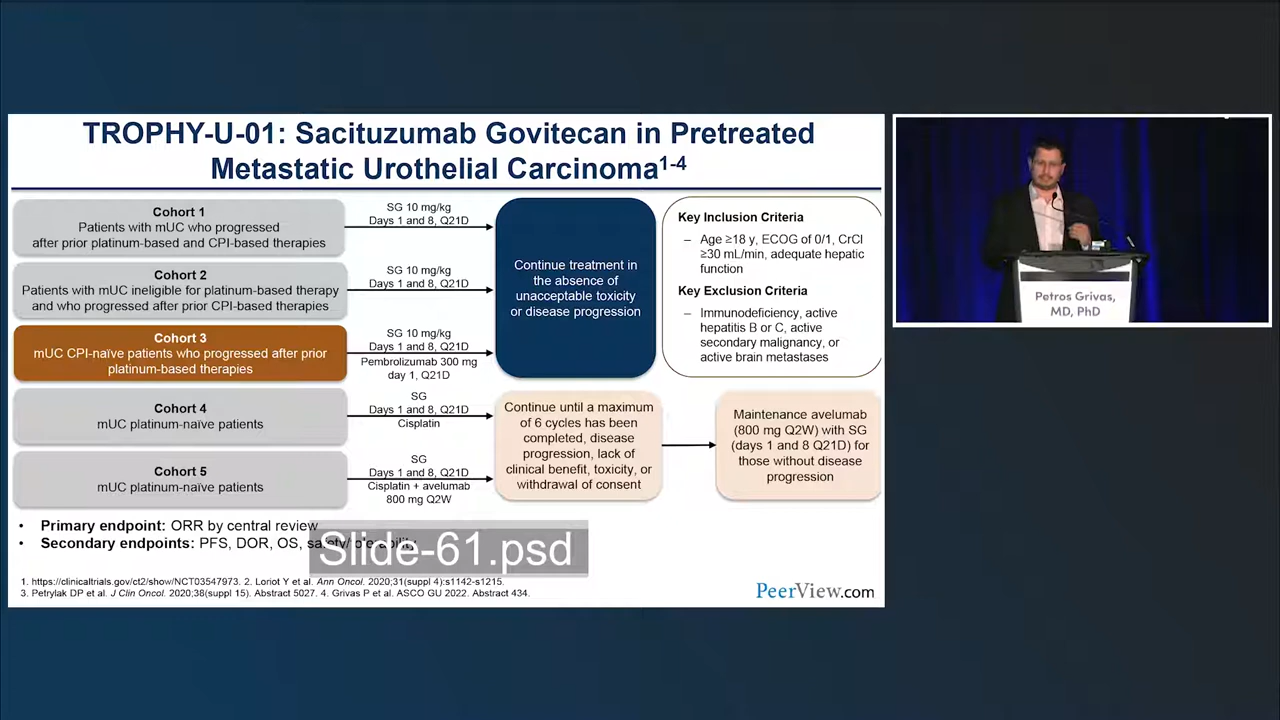 TROPHY-U-01: Sacituzumab Govitecan in Pretreated
Metastatic Urothelial Carcinoma1-4
Cohort 1
Patients with mUC who progressed
after prior platinum-based and CPI-based therapies
SG 10 mg/kg
Days 1 and 8, Q21D
Cohort 2
Patients with mUC ineligible for platinum-based therapy
and who progressed after prior CPI-based therapies
SG 10 mg/kg
Days 1 and 8, Q21D
Cohort 3
mUC CPI-naïve patients who progressed after prior
platinum-based therapies
SG 10 mg/kg
Days 1 and 8, Q21D
Pembrolizumab 300 mg
day 1, Q21D
Cohort 4
mUC platinum-naïve patients
SG
Days 1 and 8, Q21D
Cisplatin
Cohort 5
mUC platinum-naïve patients
SG
Days 1 and 8, Q21D
Cisplatin + avelumab
800 mg Q2W
Continue treatment in
the absence of
unacceptable toxicity
or disease progression
Key Inclusion Criteria
– Age ≥18 y, ECOG of 0/1, CrCl
≥30 mL/min, adequate hepatic
function
Key Exclusion Criteria
– Immunodeficiency, active
hepatitis B or C, active
secondary malignancy, or
active brain metastases
Continue until a maximum
of 6 cycles has been
completed, disease
progression, lack of
clinical benefit, toxicity, or
withdrawal of consent
Maintenance avelumab
(800 mg Q2W) with SG
(days 1 and 8 Q21D) for
those without disease
progression
• Primary endpoint: ORR by central review
• Secondary endpoints: PFS, DOR, OS, safety/tolerability
Slide-61.psd
1. https://clinicaltrials.gov/ct2/show/NCT03547973. 2. Loriot Y et al. Ann Oncol. 2020;31(suppl 4):s1142-s1215.
3. Petrylak DP et al. J Clin Oncol. 2020;38(suppl 15). Abstract 5027. 4. Grivas P et al. ASCO GU 2022. Abstract 434.
PeerView.com
Petros Grivas,
MD, PhD